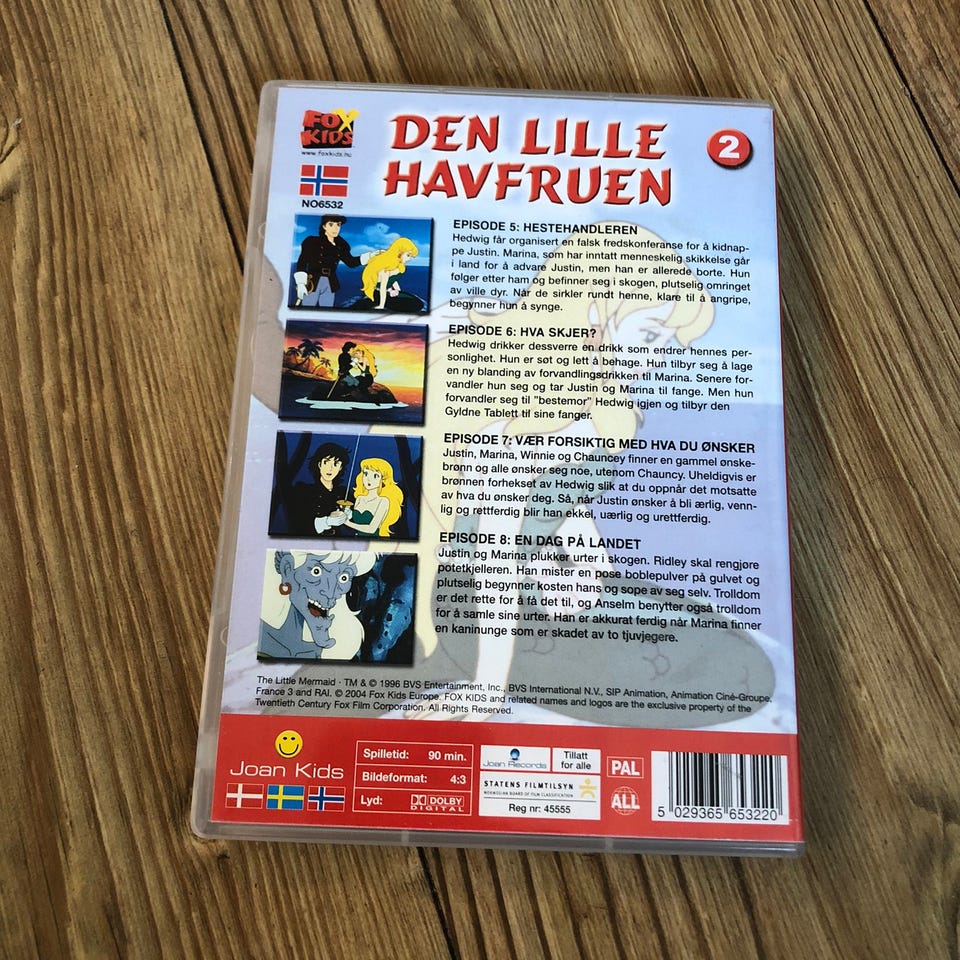 FOX
KIDS
www.foxkids.nu
NO6532
DEN LILLE
HAVFRUEN
2
EPISODE 5: HESTEHANDLEREN
Hedwig får organisert en falsk fredskonferanse for å kidnap-
pe Justin. Marina, som har inntatt menneskelig skikkelse går
i land for å advare Justin, men han er allerede borte. Hun
følger etter ham og befinner seg i skogen, plutselig omringet
av ville dyr. Når de sirkler rundt henne, klare til å angripe,
begynner hun å synge.
EPISODE 6: HVA SKJER?
Hedwig drikker dessverre en drikk som endrer hennes per-
sonlighet. Hun er søt og lett å behage. Hun tilbyr seg å lage
en ny blanding av forvandlingsdrikken til Marina. Senere for-
vandler hun seg og tar Justin og Marina til fange. Men hun
forvandler seg til "bestemor" Hedwig igjen og tilbyr den
Gyldne Tablett til sine fanger.
EPISODE 7: VÆR FORSIKTIG MED HVA DU ØNSKER
Justin, Marina, Winnie og Chauncey finner en gammel ønske-
brønn og alle ønsker seg noe, utenom Chauncy. Uheldigvis er
brønnen forhekset av Hedwig slik at du oppnår det motsatte
av hva du ønsker deg. Så, når Justin ønsker å bli ærlig, venn-
lig og rettferdig blir han ekkel, uærlig og urettferdig.
EPISODE 8: EN DAG PÅ LANDET
Justin og Marina plukker urter i skogen. Ridley skal rengjøre
potetkjelleren. Han mister en pose boblepulver på gulvet og
plutselig begynner kosten hans og sope av seg selv. Trolldom
er det rette for å få det til, og Anselm benytter også trolldom
for å samle sine urter. Han er akkurat ferdig når Marina finner
en kaninunge som er skadet av to tjuvjegere.
The Little Mermaid · TM & © 1996 BVS Entertainment, Inc., BVS International N.V., SIP Animation, Animation Ciné-Groupe,
France 3 and RAI. © 2004 Fox Kids Europe. FOX KIDS and related names and logos are the exclusive property of the
Twentieth Century Fox Film Corporation. All Rights Reserved.
Joan Kids
Spilletid: 90 min.
Bildeformat: 4:3
Lyd: DOLBY
DIGITAL
Joan Records
Tillatt
for alle
STATENS FILMTILSYN
NORWEGIAN BOARD OF FILM CLASSIFICATION
Reg nr: 45555
PAL
ALL
5 029365 653220